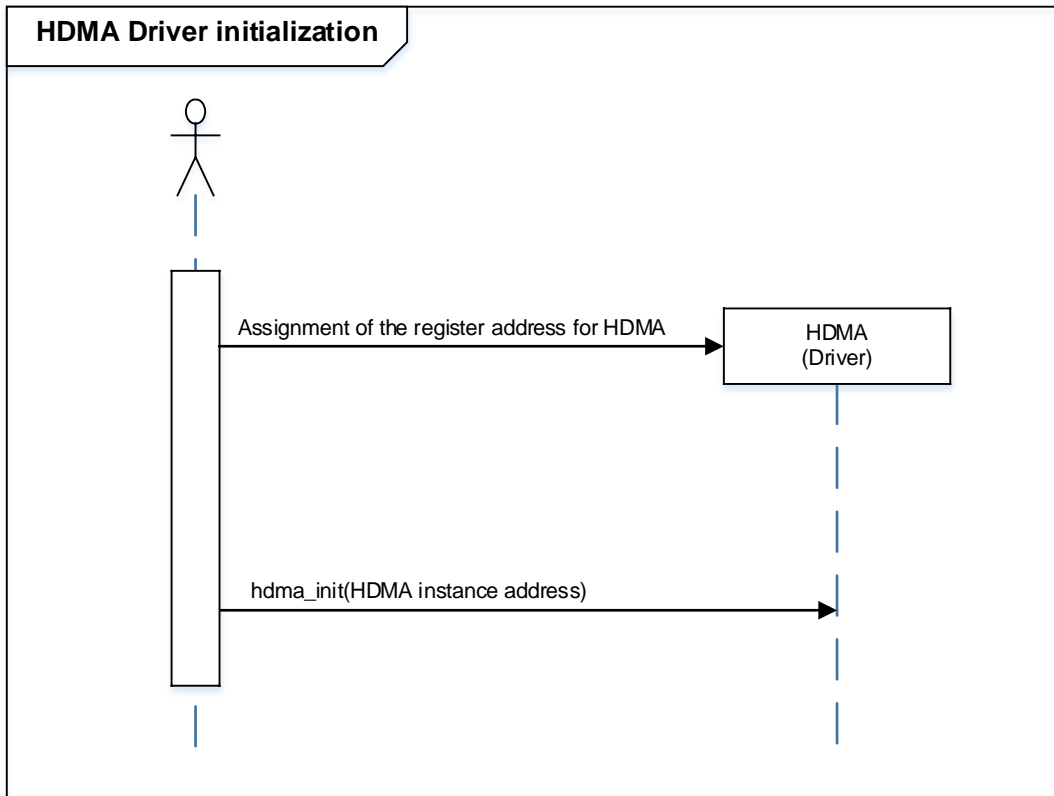 HDMA Driver initialization
Assignment of the register address for HDMA
HDMA
(Driver)
hdma_init(HDMA instance address)